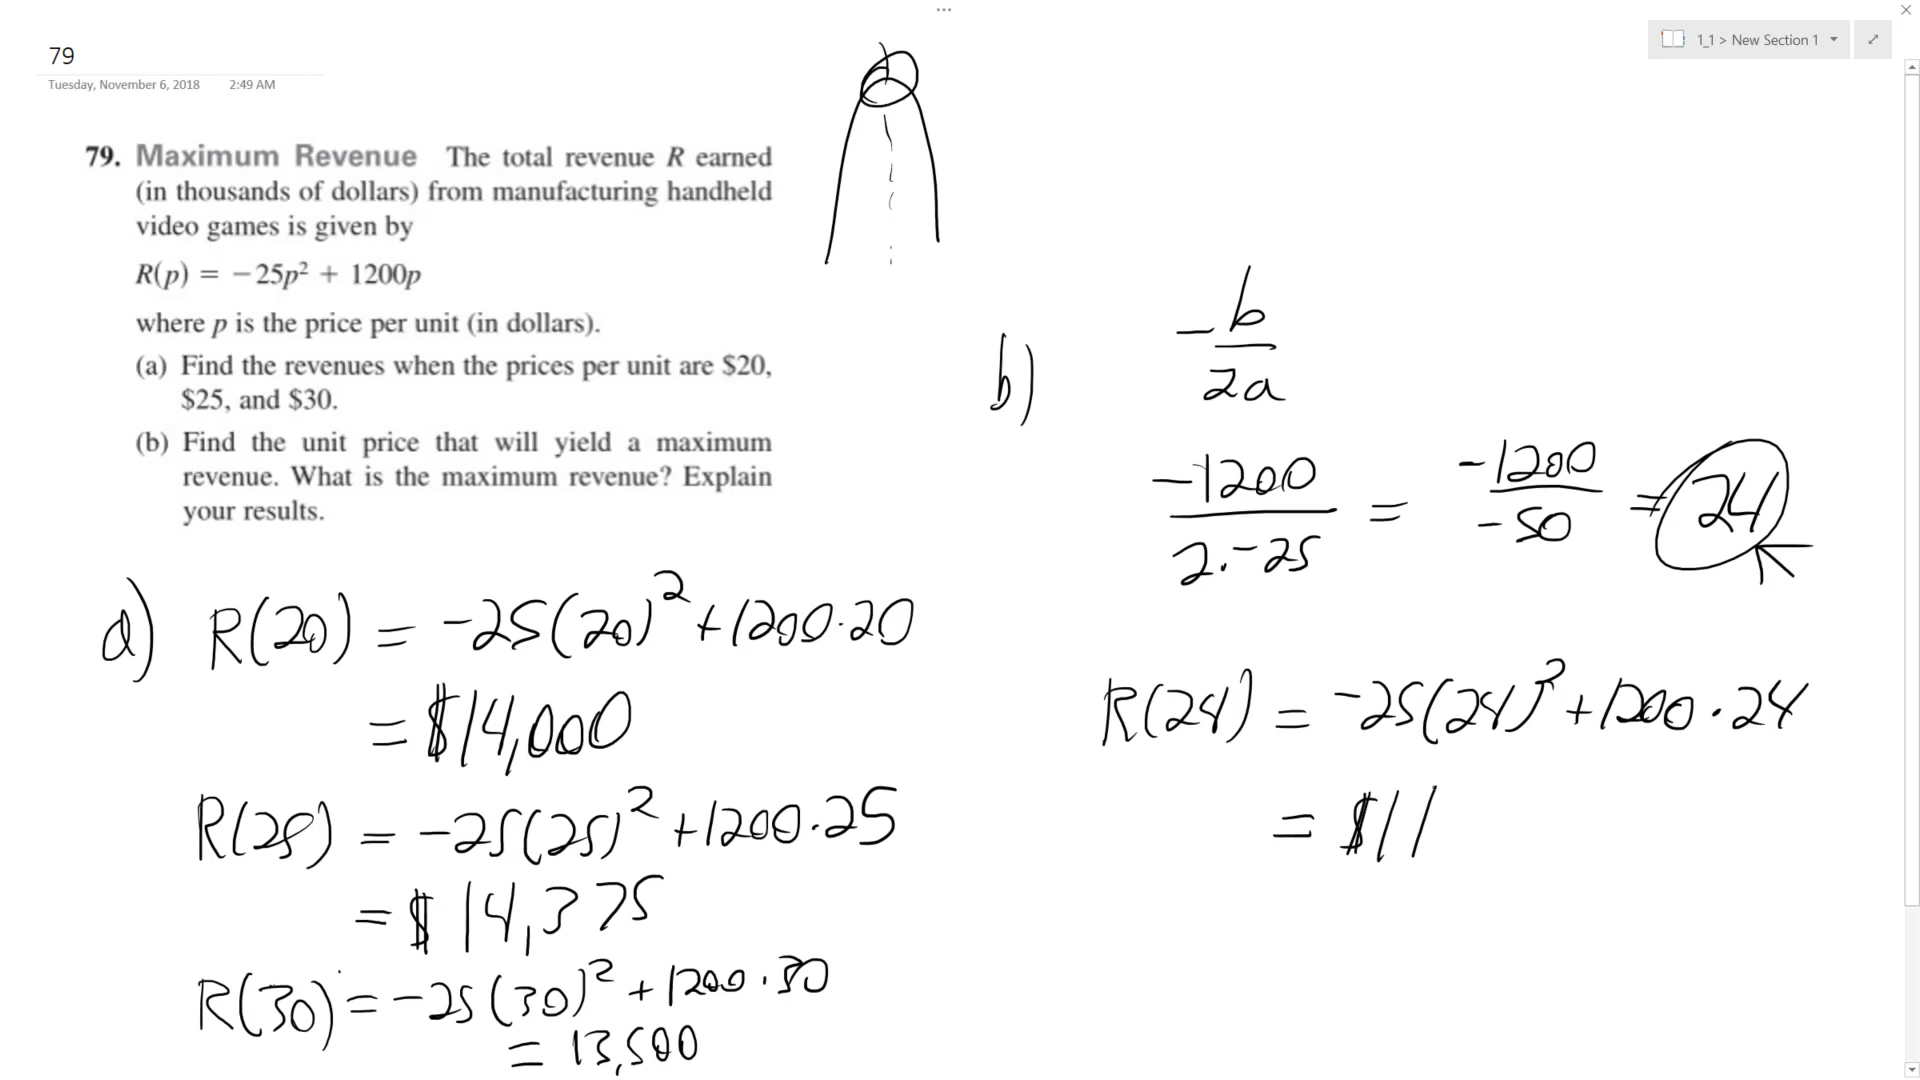 79
Tuesday, November 6, 2018 2:49 AM
1_1 > New Section 1
79. Maximum Revenue The total revenue R earned
(in thousands of dollars) from manufacturing handheld
video games is given by
R(p) = −25p² + 1200p
where p is the price per unit (in dollars).
(a) Find the revenues when the prices per unit are $20,
$25, and $30.
(b) Find the unit price that will yield a maximum
revenue. What is the maximum revenue? Explain
your results.
a) R(20) = -25(20)² + 1200·20
= $14,000
R(25) = -25(25)² + 1200·25
= $14,375
R(30) = -25(30)² + 1200·30
= 13,500
b) -b/2a
-1200/2·-25 = -1200/-50 = 24
R(24) = -25(24)² + 1200·24
= $11